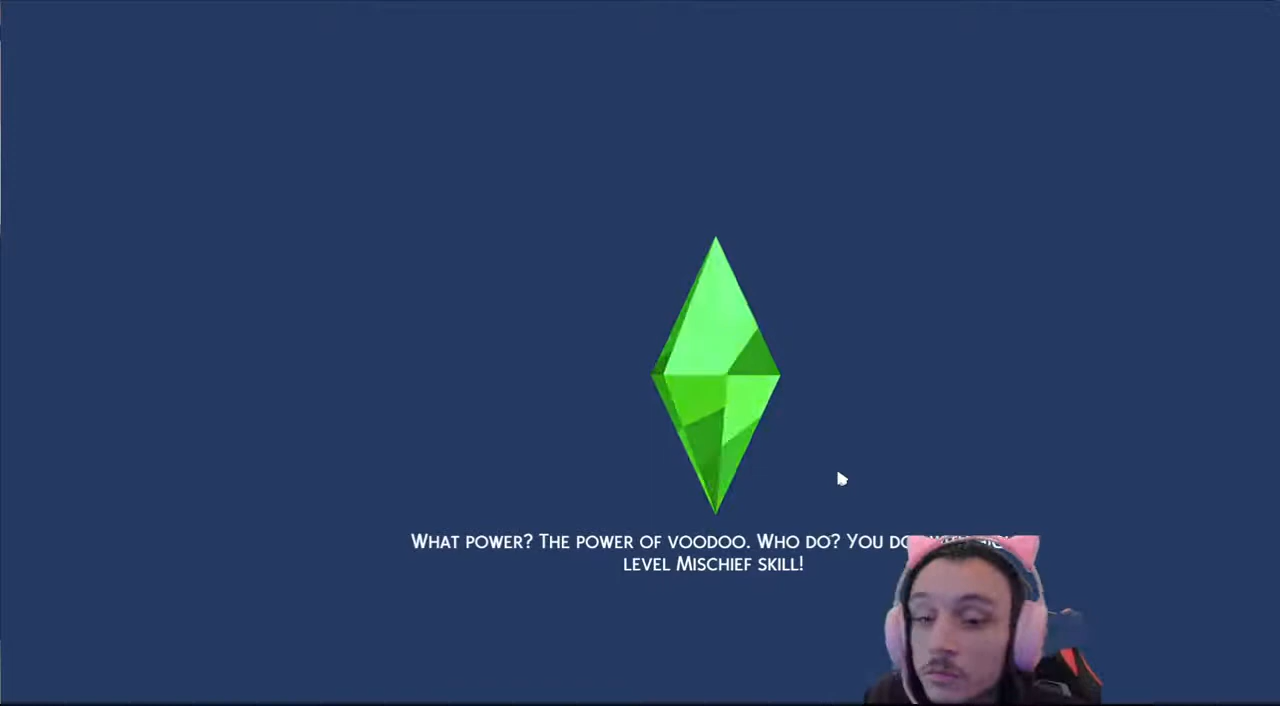 What power? The power of voodoo. Who do? You do
level Mischief skill!